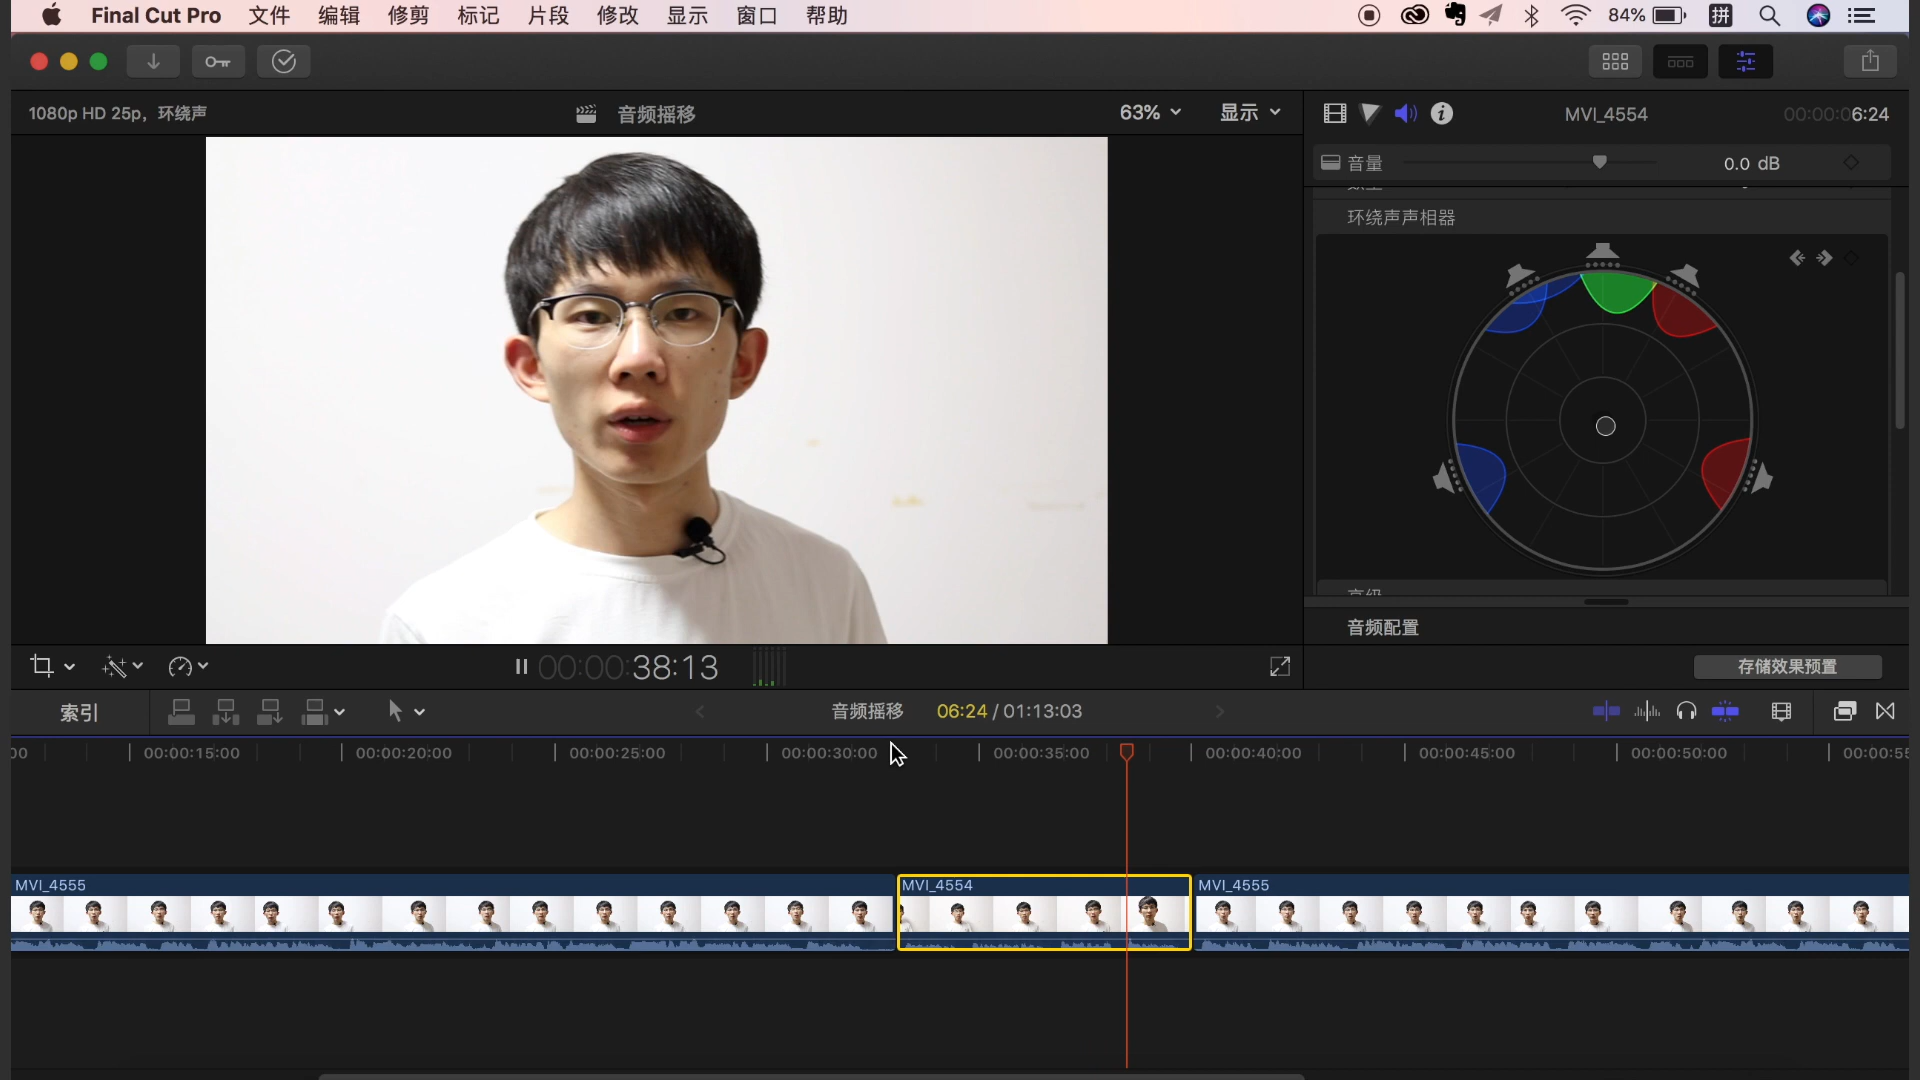 Final Cut Pro 文件 编辑 修剪 标记 片段 修改 显示 窗口 帮助 84% 拼
1080p HD 25p，环绕声 音频摇移 63% 显示 MVI_4554 00:00:06:24
音量 0.0 dB
环绕声声相器
音频配置
00:00:38:13 存储效果预置
索引 音频摇移 06:24 / 01:13:03
00:00:15:00 00:00:20:00 00:00:25:00 00:00:30:00 00:00:35:00 00:00:40:00 00:00:45:00 00:00:50:00 00:00:55
MVI_4555 MVI_4554 MVI_4555